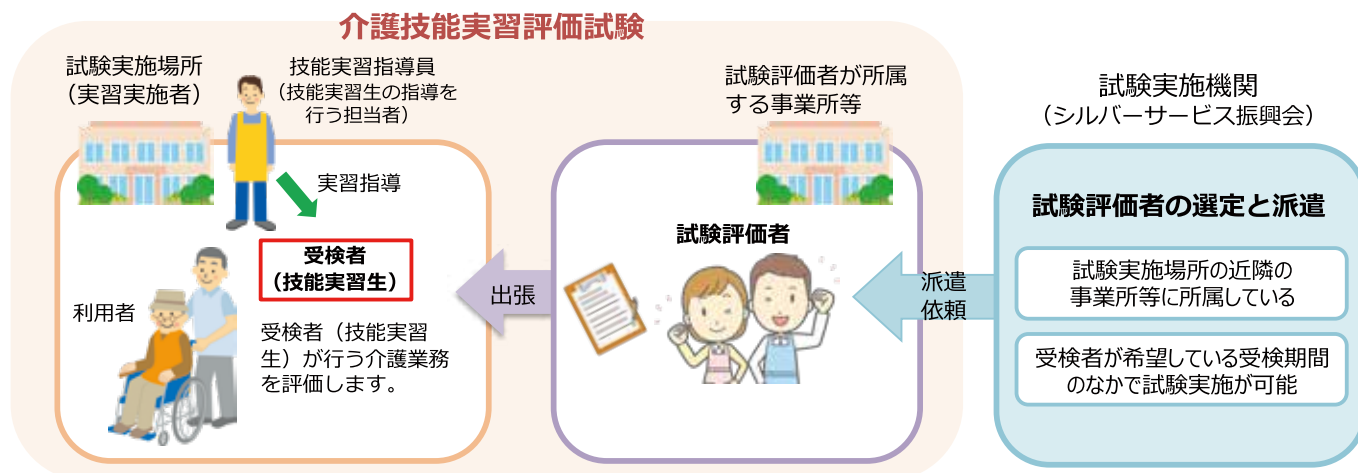 介護技能実習評価試験
試験実施場所
（実習実施者）
技能実習指導員
（技能実習生の指導を
行う担当者）
実習指導
受検者
（技能実習生）
利用者
受検者（技能実習
生）が行う介護業務
を評価します。
出張
試験評価者が所属
する事業所等
試験評価者
派遣
依頼
試験実施機関
（シルバーサービス振興会）
試験評価者の選定と派遣
試験実施場所の近隣の
事業所等に所属している
受検者が希望している受検期間
のなかで試験実施が可能